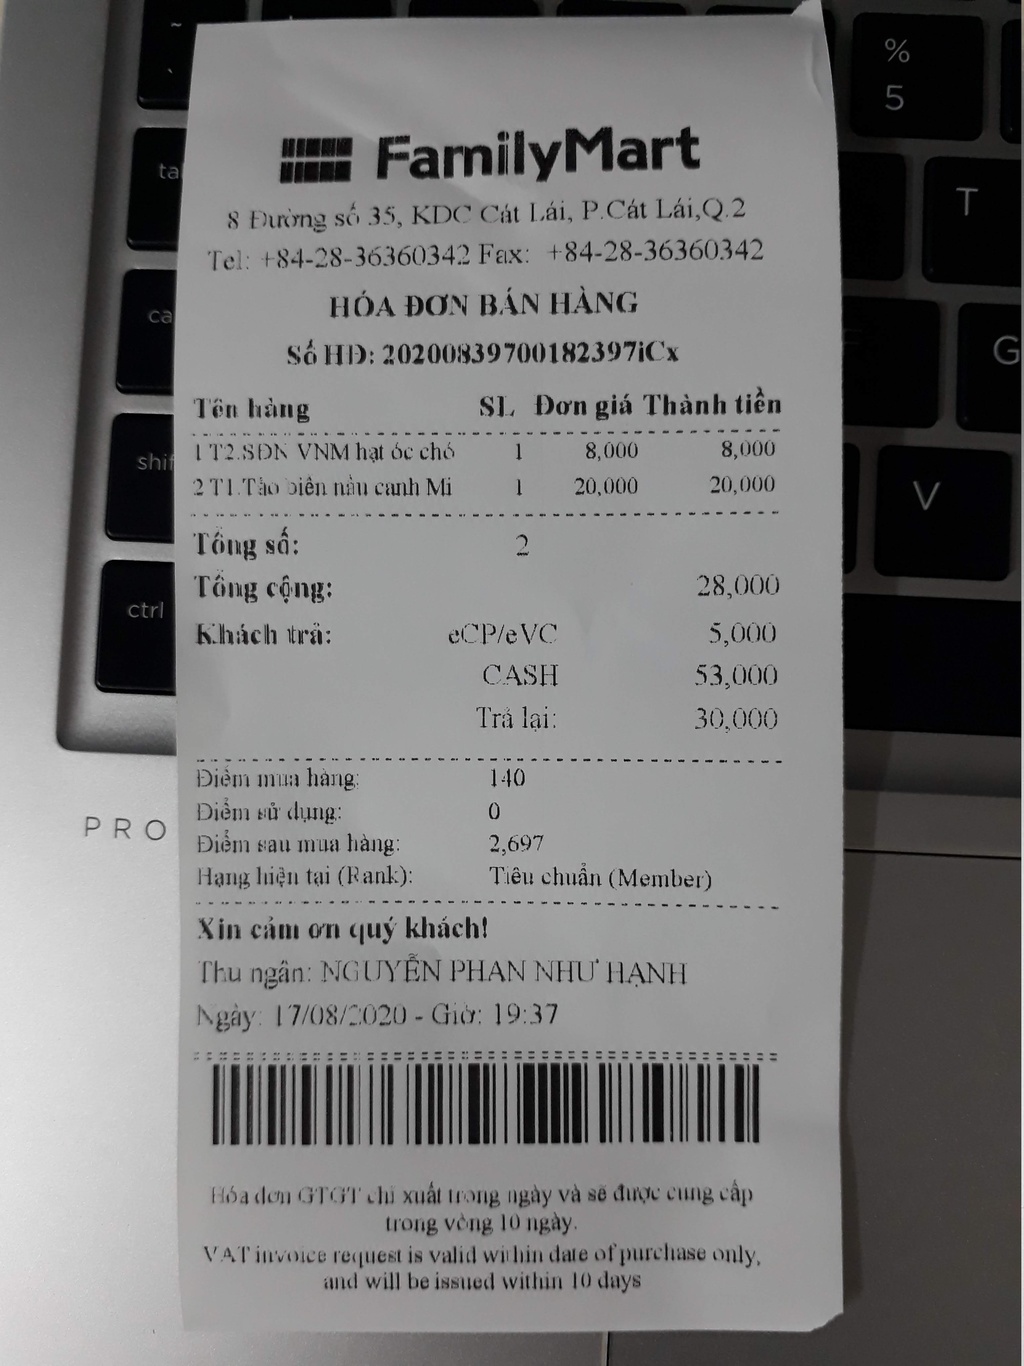 FamilyMart
8 Đường số 35, KDC Cát Lái, P.Cát Lái,Q.2
Tel: +84-28-36360342 Fax: +84-28-36360342
HÓA ĐƠN BÁN HÀNG
Số HĐ: 20200839700182397iCx
Tên hàng SL Đơn giá Thành tiền
1 T2.SĐN VNM hạt óc chó 1 8,000 8,000
2 T1.Tảo biên nấu canh Mi 1 20,000 20,000
Tổng số: 2
Tổng cộng: 28,000
Khách trả: eCP/eVC 5,000
CASH 53,000
Trả lại: 30,000
Điểm mua hàng: 140
Điểm sử dụng: 0
Điểm sau mua hàng: 2,697
Hạng hiện tại (Rank): Tiêu chuẩn (Member)
Xin cảm ơn quý khách!
Thu ngân: NGUYỄN PHAN NHƯ HẠNH
Ngày: 17/08/2020 - Giờ: 19:37
Hóa đơn GTGT chỉ xuất trong ngày và sẽ được cung cấp
trong vòng 10 ngày.
VAT invoice request is valid within date of purchase only,
and will be issued within 10 days
~
`
%
5
ta
T
ca
G
shif
V
ctrl
PRO